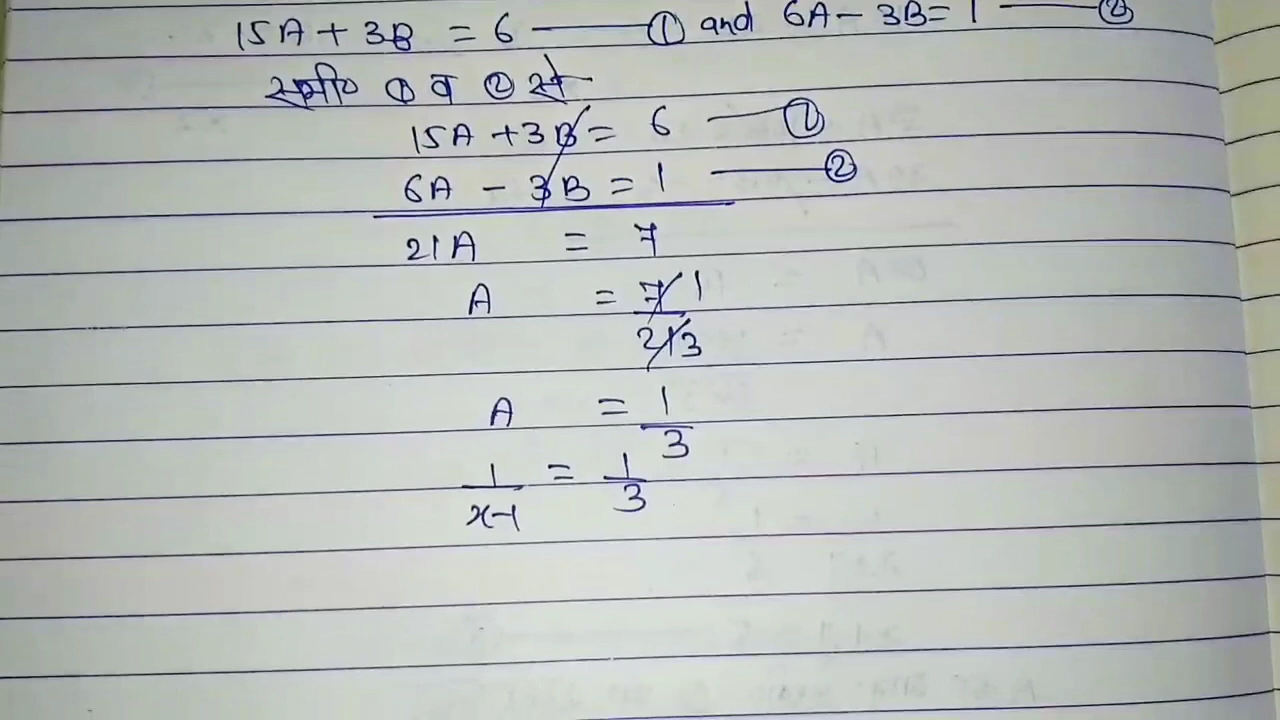 15A + 3B = 6 —— ① and 6A - 3B = 1 —— ②
समी० ① व ② से
15A + 3B = 6 —— ①
6A - 3B = 1 —— ②
21A = 7
A = 7/21 1/3
A = 1/3
1/(x-1) = 1/3